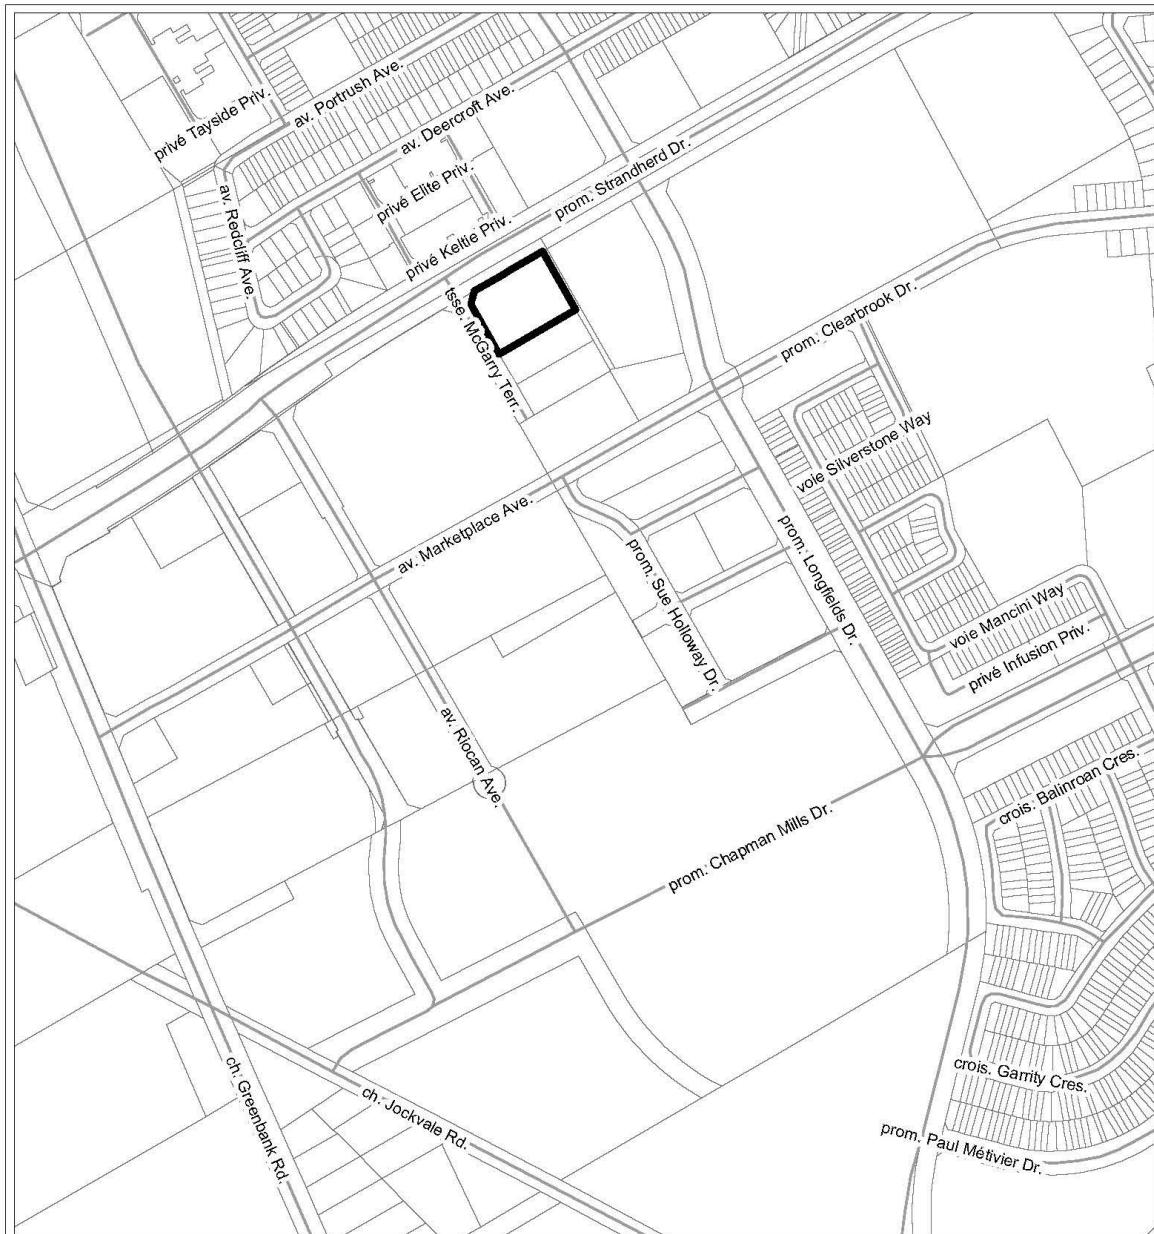 av. Portrush Ave.
privé Tayside Priv.
av. Deercroft Ave.
privé Elite Priv.
prom. Strandherd Dr.
av. Redcliff Ave.
privé Keltie Priv.
tsse. McGarry Terr.
prom. Clearbrook Dr.
voie Silverstone Way
av. Marketplace Ave.
prom. Sue Holloway Dr.
prom. Longfields Dr.
voie Mancini Way
privé Infusion Priv.
av. Riocan Ave.
crois. Balinroan Cres.
prom. Chapman Mills Dr.
ch. Greenbank Rd.
ch. Jockvale Rd.
crois. Garrity Cres.
prom. Paul Métivier Dr.